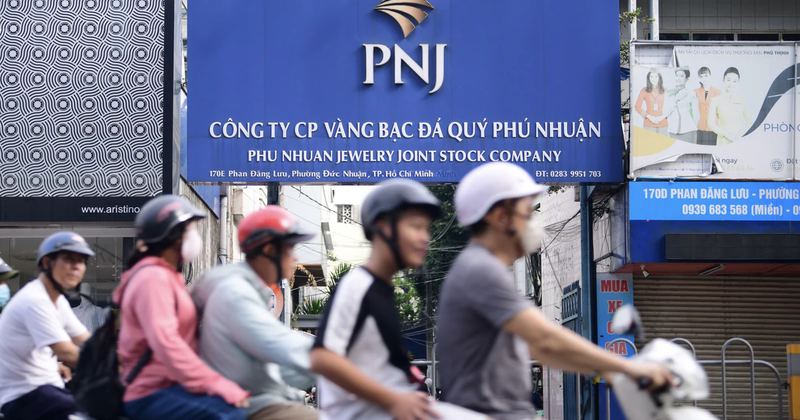 PNJ
CÔNG TY CP VÀNG BẠC ĐÁ QUÝ PHÚ NHUẬN
PHU NHUAN JEWELRY JOINT STOCK COMPANY
170E Phan Đăng Lưu, Phường Đức Nhuận, TP. Hồ Chí Minh ĐT: 0283 9951 703
www.aristino
PHÒN
ngay
170D PHAN ĐĂNG LƯU - PHƯỜNG
0939 683 568 (Miền) -
MUA
XE